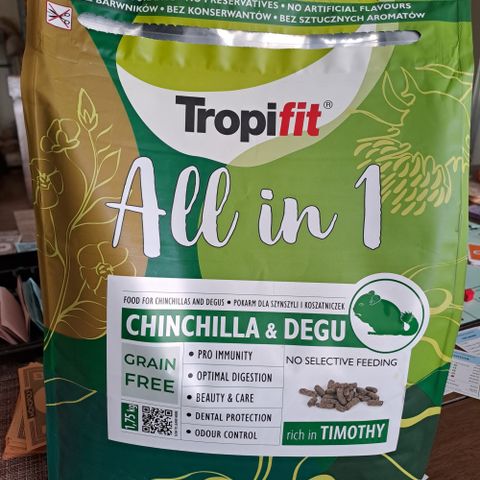 PRESERVATIVES • NO ARTIFICIAL FLAVOURS
BARWNIKÓW • BEZ KONSERWANTÓW • BEZ SZTUCZNYCH AROMATÓW
Tropifit®
All in 1
FOOD FOR CHINCHILLAS AND DEGUS • POKARM DLA SZYNSZYLI I KOSZATNICZEK
CHINCHILLA & DEGU
GRAIN
FREE
1,75 kg
• PRO IMMUNITY
• OPTIMAL DIGESTION
• BEAUTY & CARE
• DENTAL PROTECTION
• ODOUR CONTROL
NO SELECTIVE FEEDING
rich in TIMOTHY